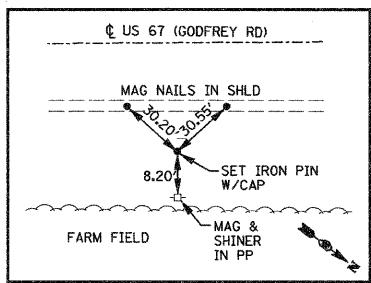 ℄ US 67 (GODFREY RD)
MAG NAILS IN SHLD
30.20' 30.55'
8.20'
SET IRON PIN
W/CAP
MAG &
SHINER
IN PP
FARM FIELD
N